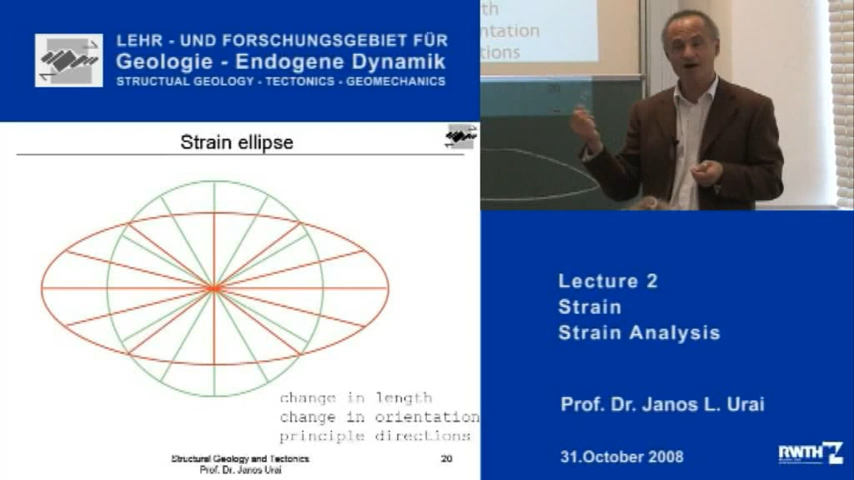 LEHR - UND FORSCHUNGSGEBIET FÜR
Geologie - Endogene Dynamik
STRUCTURAL GEOLOGY - TECTONICS - GEOMECHANICS
Strain ellipse
change in length
change in orientation
principle directions
Structural Geology and Tectonics
Prof. Dr. Janos Urai
20
Lecture 2
Strain
Strain Analysis
Prof. Dr. Janos L. Urai
31.October 2008
RWTH